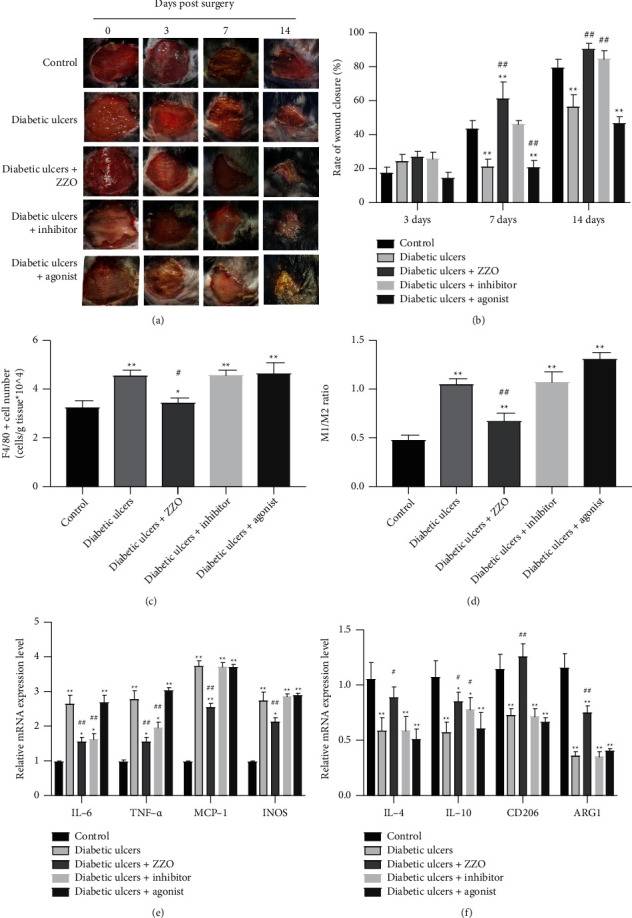 Days post surgery
0 3 7 14
Control
Diabetic ulcers
Diabetic ulcers +
ZZO
Diabetic ulcers
+ inhibitor
Diabetic ulcers
+ agonist
(a)
Rate of wound closure (%)
100
80
60
40
20
0
** ## ** ## ** ** ## ## **
3 days 7 days 14 days
Control
Diabetic ulcers
Diabetic ulcers + ZZO
Diabetic ulcers + inhibitor
Diabetic ulcers + agonist
(b)
F4/80 + cell number
(cells/g tissue*10^4)
6
4
2
0
** # * ** **
Control
Diabetic ulcers
Diabetic ulcers + ZZO
Diabetic ulcers + inhibitor
Diabetic ulcers + agonist
(c)
M1/M2 ratio
1.5
1.0
0.5
0.0
** ## ** ** **
Control
Diabetic ulcers
Diabetic ulcers + ZZO
Diabetic ulcers + inhibitor
Diabetic ulcers + agonist
(d)
Relative mRNA expression level
5
4
3
2
1
0
** ## * ## * ** ** ## * ## * ** ** ## ** ** ** ** ## * ** **
IL–6 TNF–α MCP–1 INOS
Control
Diabetic ulcers
Diabetic ulcers + ZZO
Diabetic ulcers + inhibitor
Diabetic ulcers + agonist
(e)
Relative mRNA expression level
1.5
1.0
0.5
0.0
** # ** ** ** # * # * ** ** ## ** ** ** ## ** ** **
IL–4 IL–10 CD206 ARG1
Control
Diabetic ulcers
Diabetic ulcers + ZZO
Diabetic ulcers + inhibitor
Diabetic ulcers + agonist
(f)